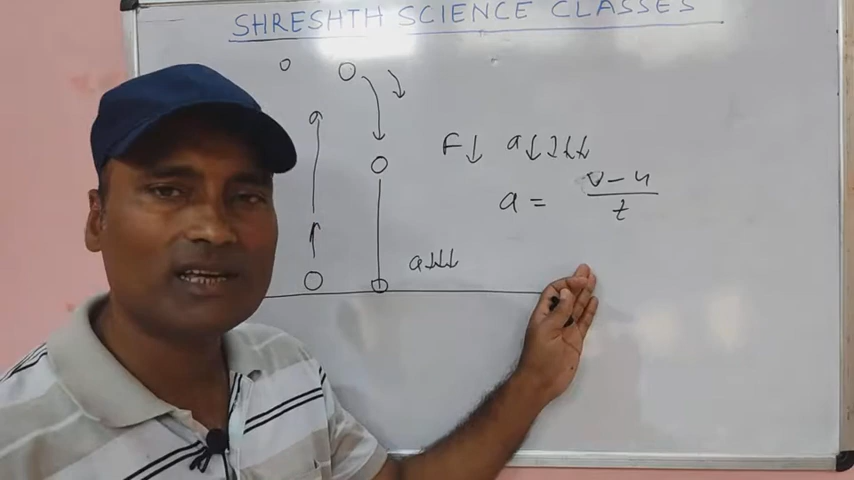 SHRESHTH SCIENCE CLASSES
F↓ a↓↓↓↓
a = v-u/t
a↓↓↓